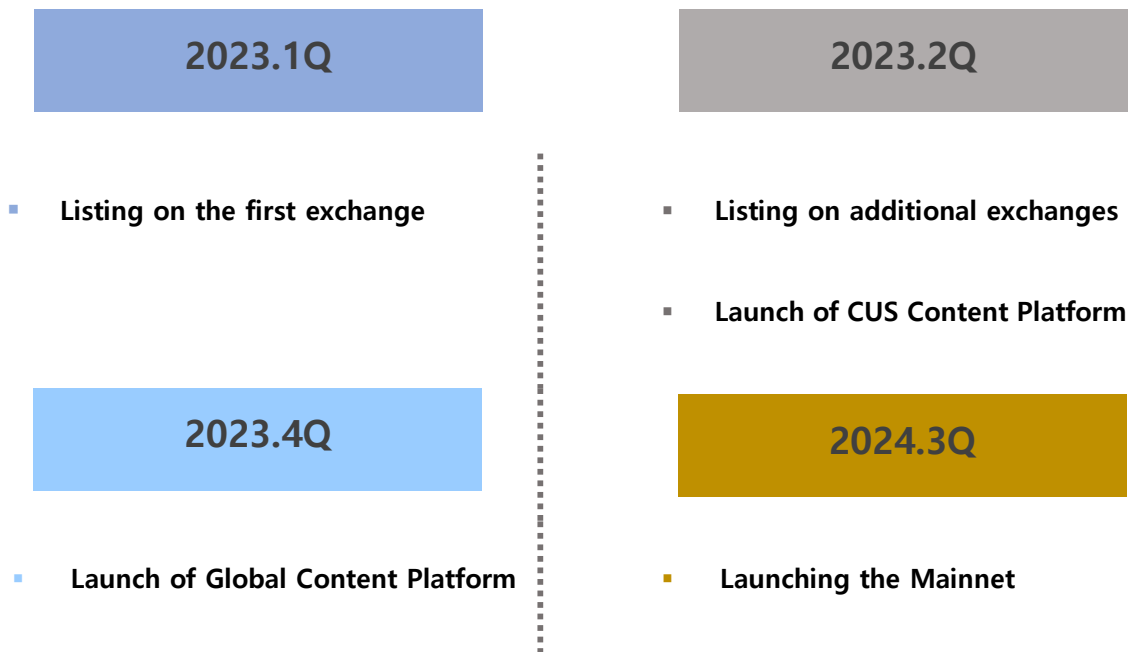 2023.1Q
Listing on the first exchange
2023.2Q
Listing on additional exchanges
Launch of CUS Content Platform
2023.4Q
Launch of Global Content Platform
2024.3Q
Launching the Mainnet